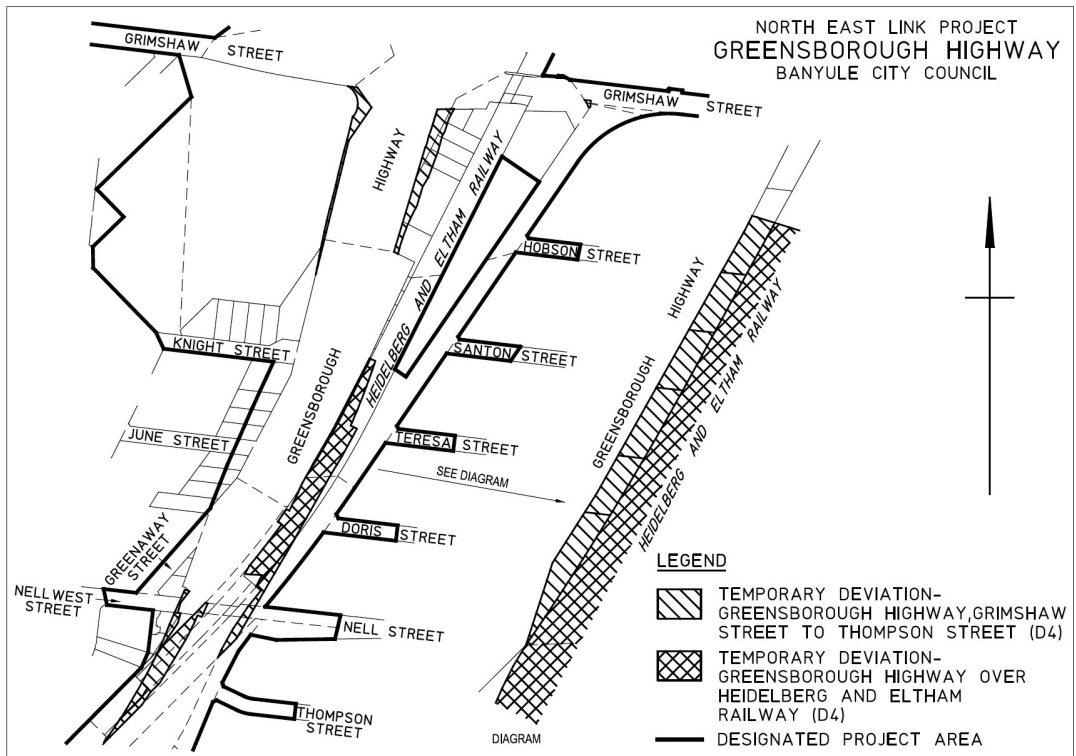 NORTH EAST LINK PROJECT
GREENSBOROUGH HIGHWAY
BANYULE CITY COUNCIL
GRIMSHAW STREET
GRIMSHAW STREET
HIGHWAY
HEIDELBERG AND ELTHAM RAILWAY
HOBSON STREET
KNIGHT STREET
SANTON STREET
GREENSBOROUGH
JUNE STREET
TERESA STREET
SEE DIAGRAM
DORIS STREET
GREENAWAY
STREET
NELL WEST
STREET
NELL STREET
THOMPSON
STREET
GREENSBOROUGH HIGHWAY
HEIDELBERG AND ELTHAM RAILWAY
DIAGRAM
LEGEND
TEMPORARY DEVIATION-
GREENSBOROUGH HIGHWAY,GRIMSHAW
STREET TO THOMPSON STREET (D4)
TEMPORARY DEVIATION-
GREENSBOROUGH HIGHWAY OVER
HEIDELBERG AND ELTHAM
RAILWAY (D4)
DESIGNATED PROJECT AREA